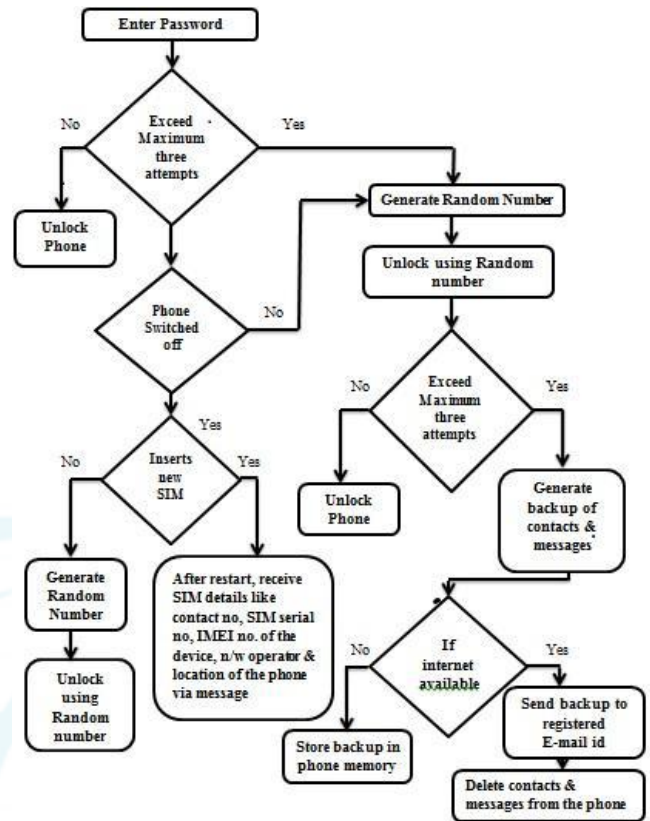 Enter Password
No
Exceed
Maximum
three
attempts
Yes
Unlock
Phone
Generate Random Number
Unlock using Random
number
Phone
Switched
off
No
No
Exceed
Maximum
three
attempts
Yes
Yes
No
Inserts
new
SIM
Yes
Unlock
Phone
Generate
backup of
contacts &
messages
Generate
Random
Number
After restart, receive
SIM details like
contact no, SIM serial
no, IMEI no. of the
device, n/w operator &
location of the phone
via message
No
If
internet
available
Yes
Unlock
using
Random
number
Store backup in
phone memory
Send backup to
registered
E-mail id
Delete contacts &
messages from the phone